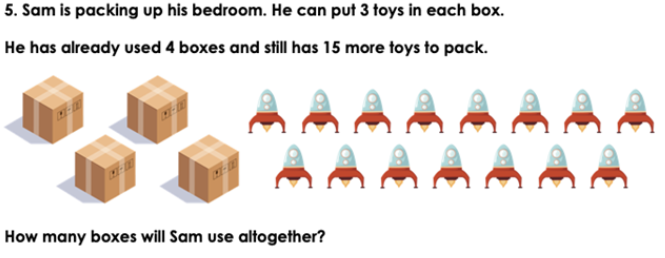 5. Sam is packing up his bedroom. He can put 3 toys in each box.
He has already used 4 boxes and still has 15 more toys to pack.
How many boxes will Sam use altogether?